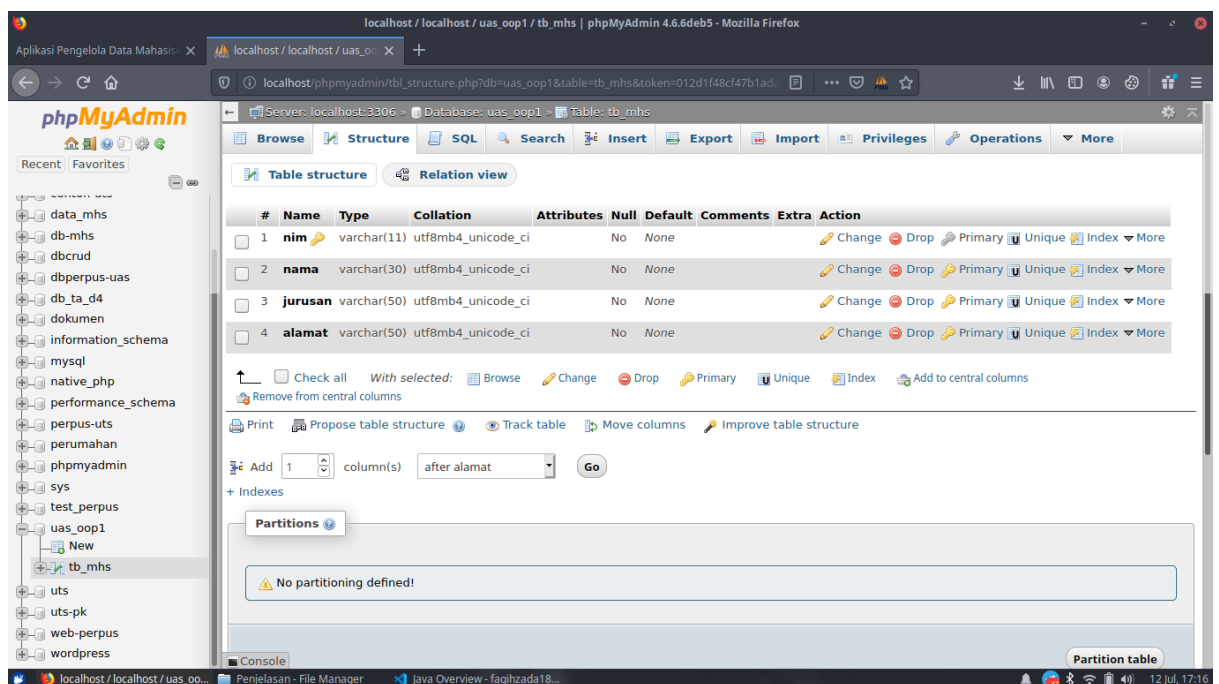 localhost / localhost / uas_oop1 / tb_mhs | phpMyAdmin 4.6.6deb5 - Mozilla Firefox
Aplikasi Pengelola Data Mahasisw
localhost / localhost / uas_oo
localhost/phpmyadmin/tbl_structure.php?db=uas_oop1&table=tb_mhs&token=012d1f48cf47b1ada
phpMyAdmin
Recent Favorites
data_mhs
db-mhs
dbcrud
dbperpus-uas
db_ta_d4
dokumen
information_schema
mysql
native_php
performance_schema
perpus-uts
perumahan
phpmyadmin
sys
test_perpus
uas_oop1
New
tb_mhs
uts
uts-pk
web-perpus
wordpress
Server: localhost:3306 » Database: uas_oop1 » Table: tb_mhs
Browse Structure SQL Search Insert Export Import Privileges Operations More
Table structure Relation view
# Name Type Collation Attributes Null Default Comments Extra Action
1 nim varchar(11) utf8mb4_unicode_ci No None Change Drop Primary Unique Index More
2 nama varchar(30) utf8mb4_unicode_ci No None Change Drop Primary Unique Index More
3 jurusan varchar(50) utf8mb4_unicode_ci No None Change Drop Primary Unique Index More
4 alamat varchar(50) utf8mb4_unicode_ci No None Change Drop Primary Unique Index More
Check all With selected: Browse Change Drop Primary Unique Index Add to central columns
Remove from central columns
Print Propose table structure Track table Move columns Improve table structure
Add 1 column(s) after alamat Go
+ Indexes
Partitions
No partitioning defined!
Partition table
Console
localhost / localhost / uas_oo... Penjelasan - File Manager Java Overview - faqihzada18... 12 Jul, 17:16